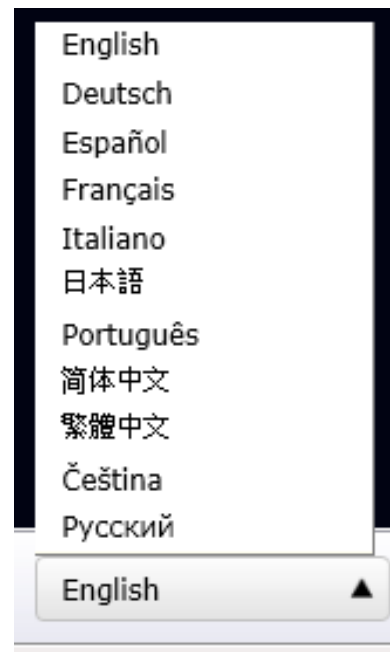 English
Deutsch
Español
Français
Italiano
日本語
Português
简体中文
繁體中文
Čeština
Русский
English